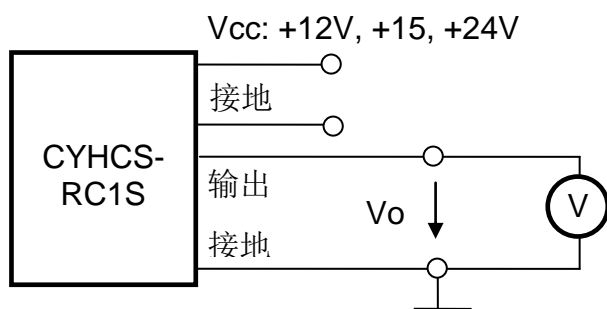 Vcc: +12V, +15, +24V
接地
CYHCS-
RC1S
输出
Vo
V
接地